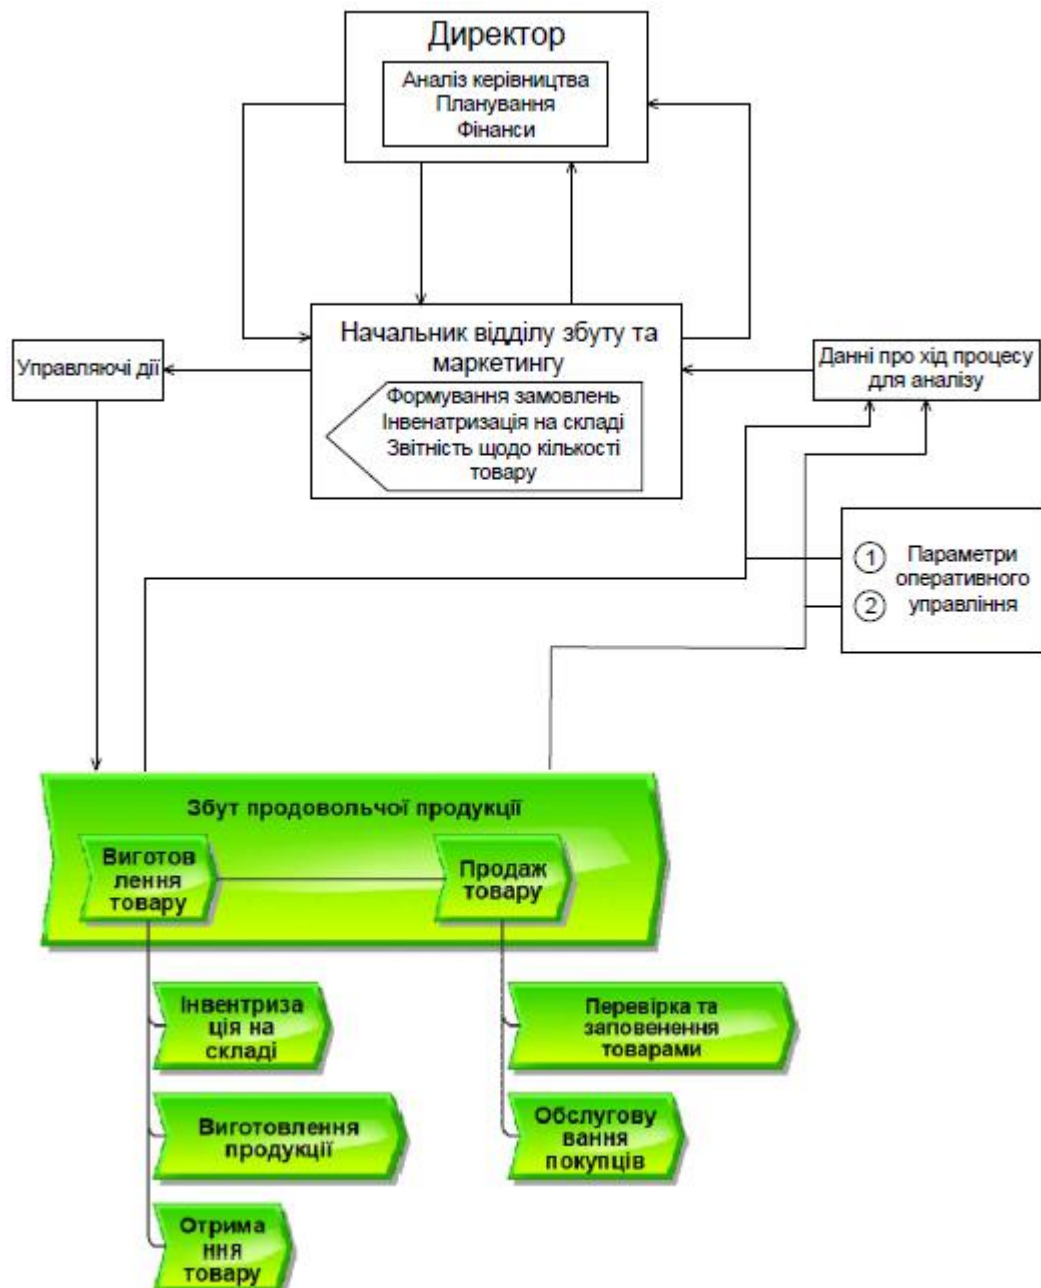 Директор
Аналіз керівництва
Планування
Фінанси
Начальник відділу збуту та
маркетингу
Формування замовлень
Інвенатризація на складі
Звітність щодо кількості
товару
Управляючі дії
Данні про хід процесу
для аналізу
1
2
Параметри
оперативного
управління
Збут продовольчої продукції
Виготов
лення
товару
Продаж
товару
Інвентриза
ція на
складі
Виготовлення
продукції
Отрима
ння
товару
Перевірка та
заповенення
товарами
Обслугову
вання
покупців